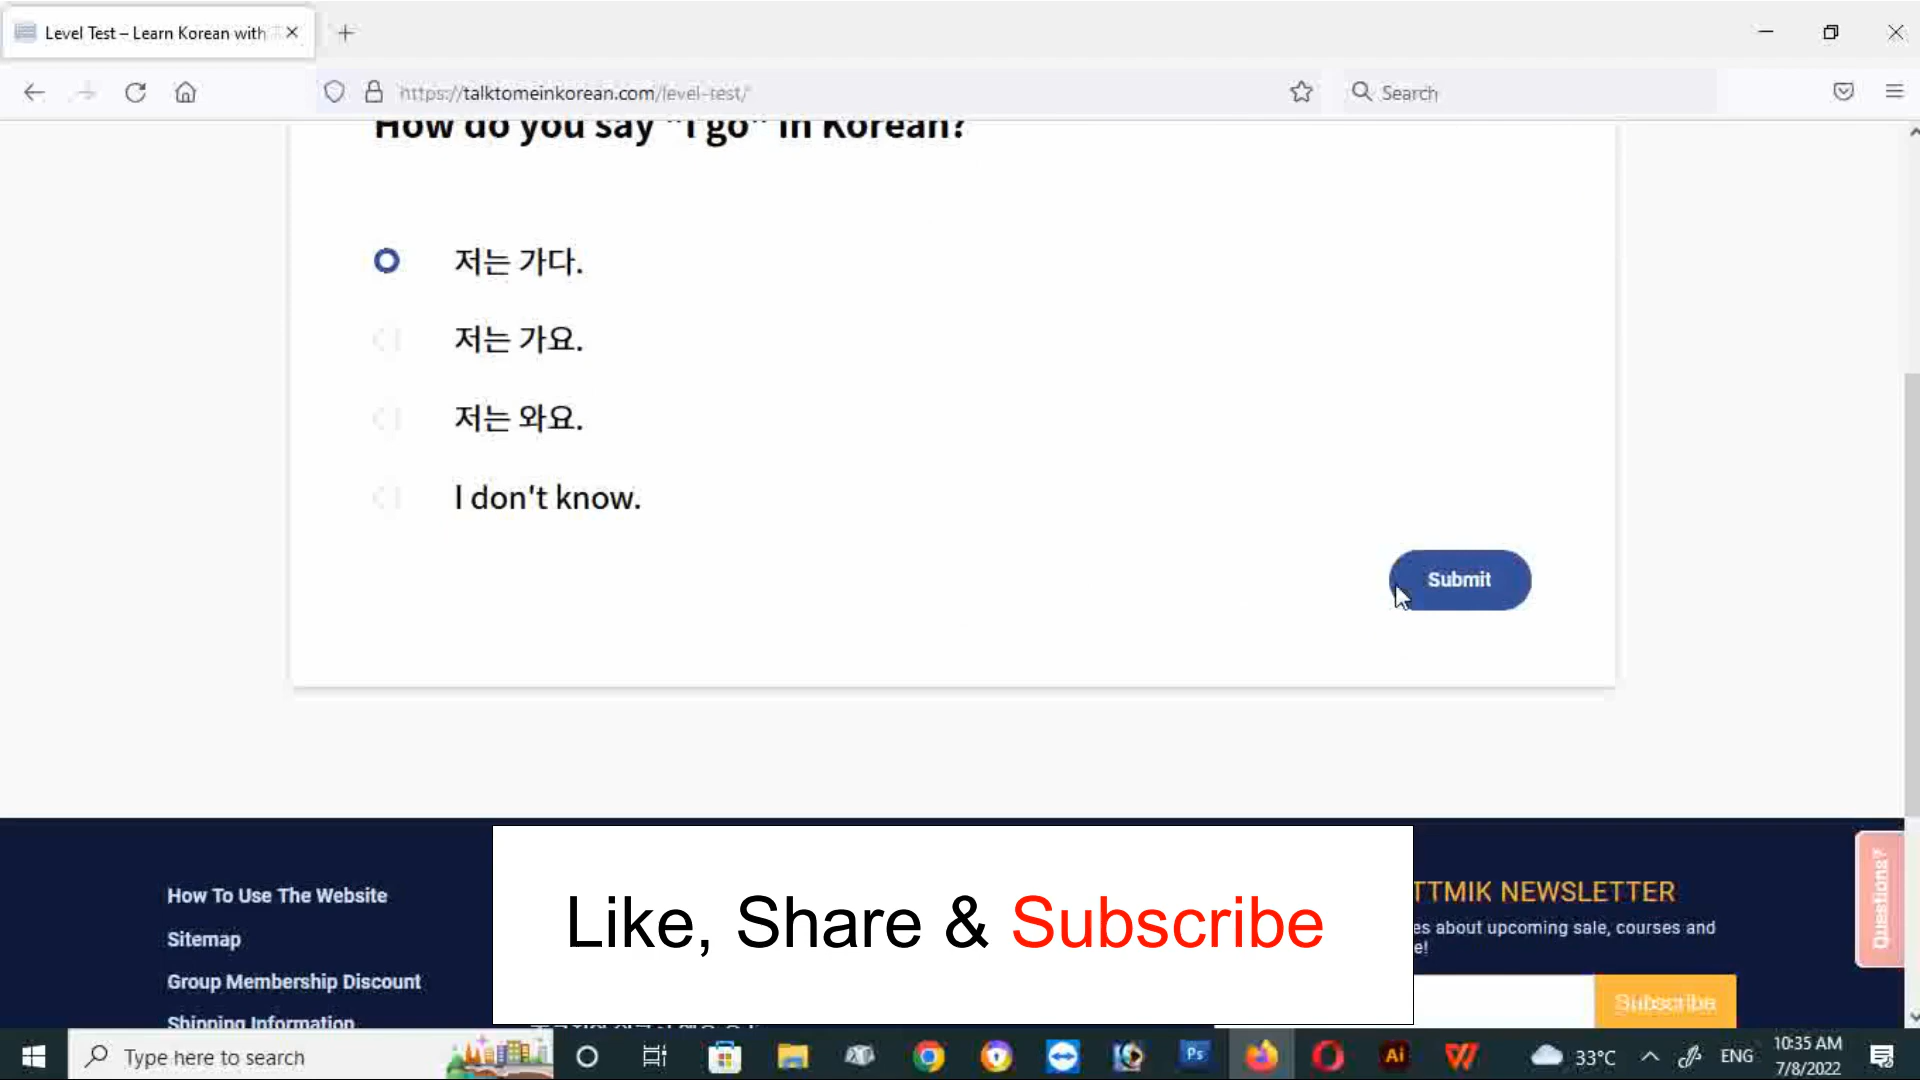 Level Test – Learn Korean with
https://talktomeinkorean.com/level-test/
Search
How do you say "I go" in Korean?
저는 가다.
저는 가요.
저는 와요.
I don't know.
Submit
How To Use The Website
Sitemap
Group Membership Discount
Shipping Information
Like, Share & Subscribe
TTMIK NEWSLETTER
es about upcoming sale, courses and
e!
Subscribe
Questions?
Type here to search
Ps
Ai
33°C
ENG
10:35 AM
7/8/2022